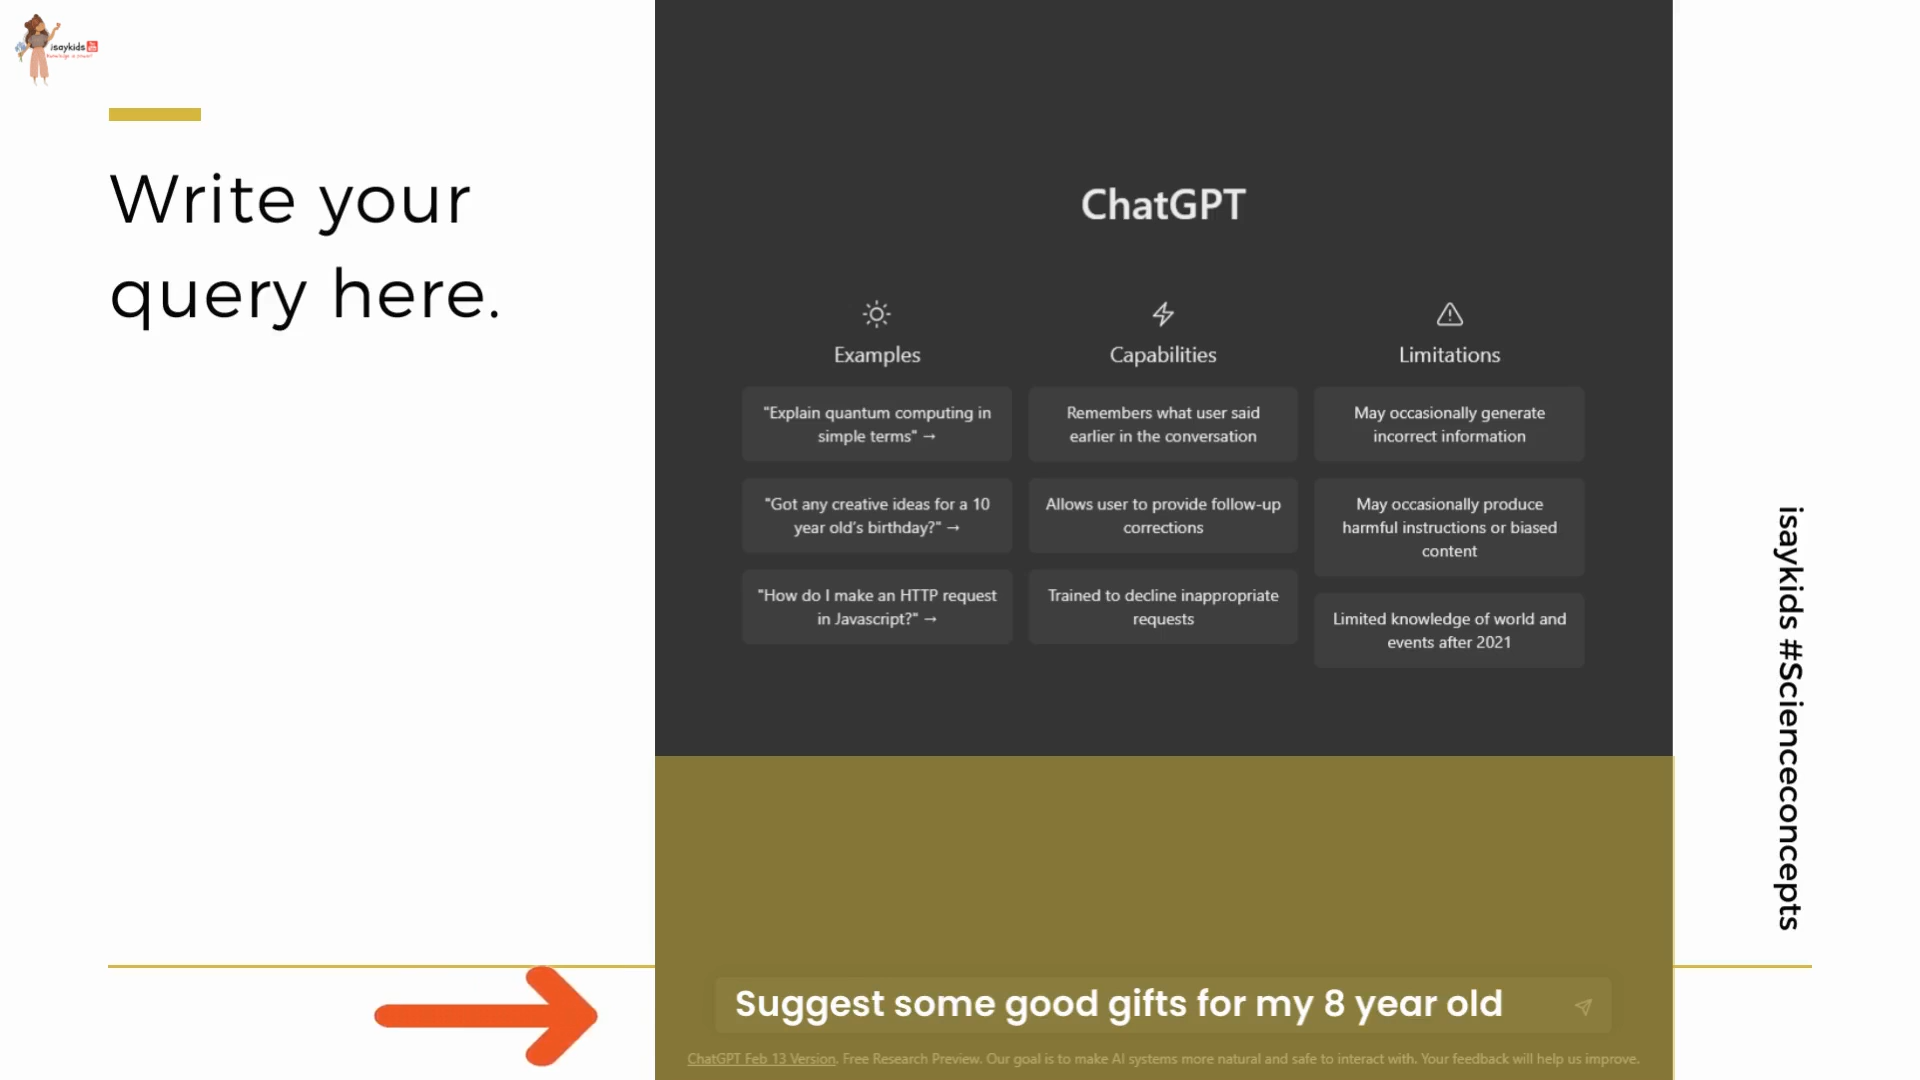 isaykids
Write your
query here.
ChatGPT
Examples
"Explain quantum computing in
simple terms" →
"Got any creative ideas for a 10
year old's birthday?" →
"How do I make an HTTP request
in Javascript?" →
Capabilities
Remembers what user said
earlier in the conversation
Allows user to provide follow-up
corrections
Trained to decline inappropriate
requests
Limitations
May occasionally generate
incorrect information
May occasionally produce
harmful instructions or biased
content
Limited knowledge of world and
events after 2021
Suggest some good gifts for my 8 year old
ChatGPT Feb 13 Version. Free Research Preview. Our goal is to make AI systems more natural and safe to interact with. Your feedback will help us improve.
isaykids #Scienceconcepts